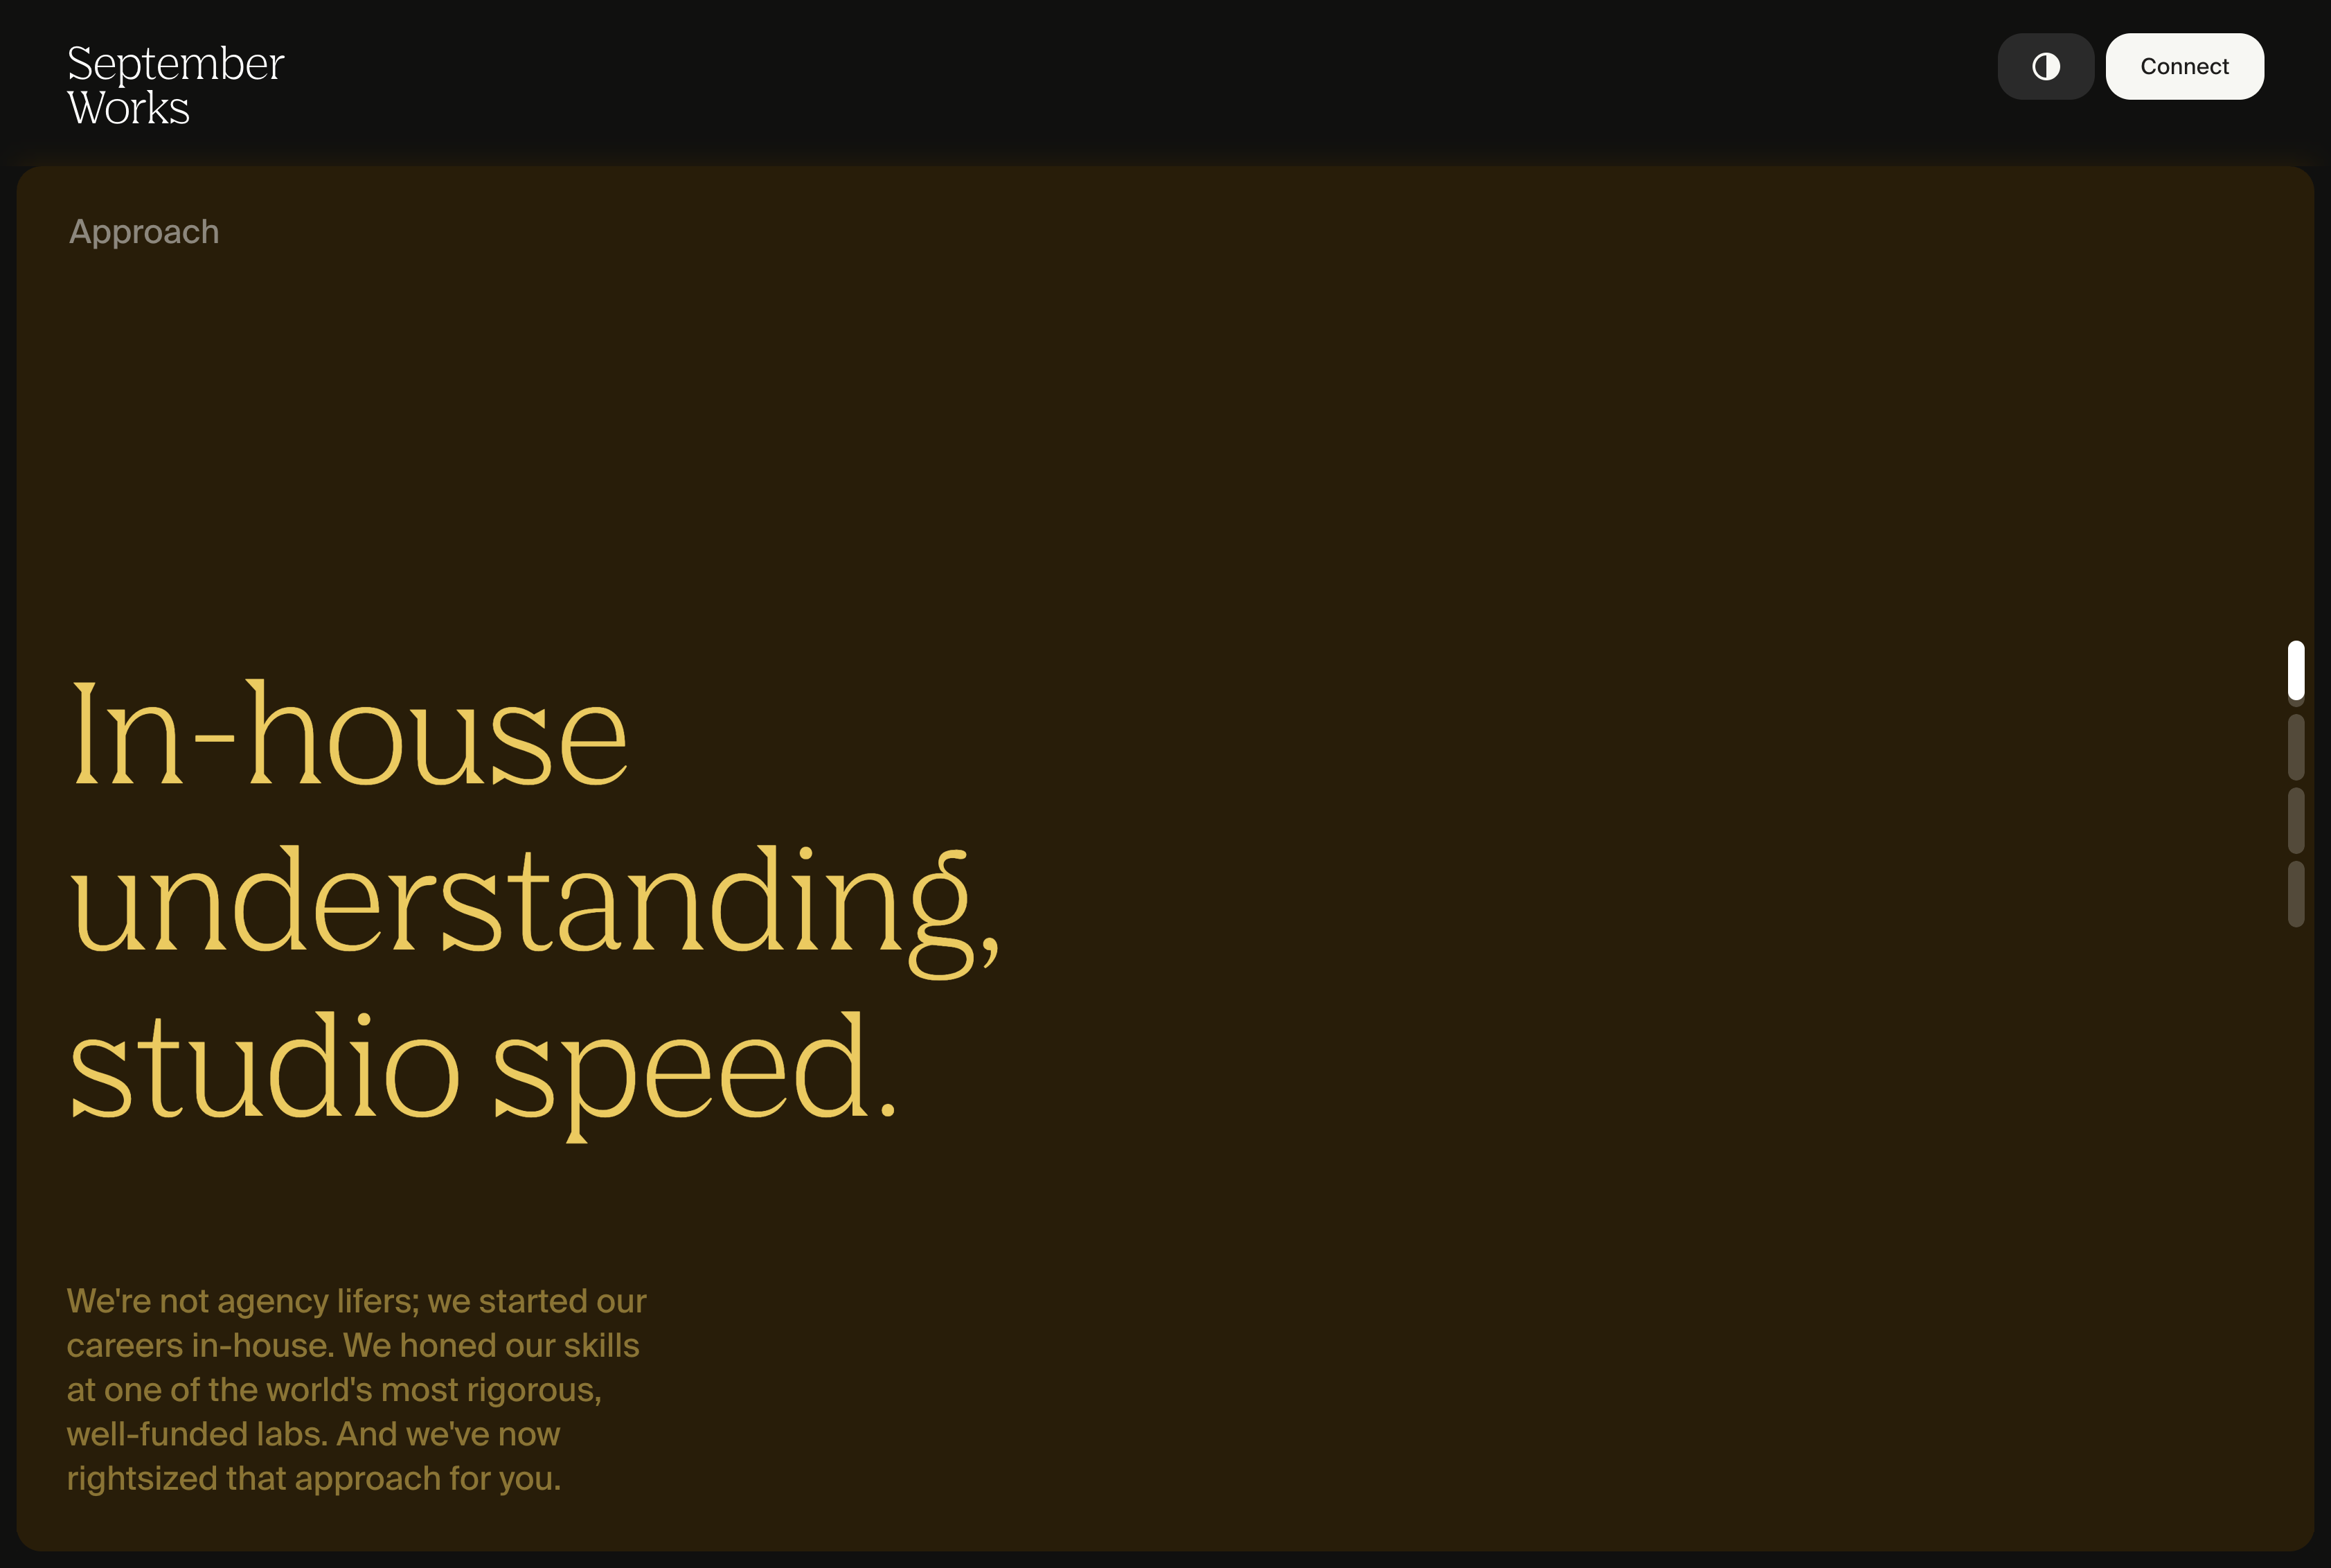 September
Works
Connect
Approach
In-house
understanding,
studio speed.
We're not agency lifers; we started our
careers in-house. We honed our skills
at one of the world's most rigorous,
well-funded labs. And we've now
rightsized that approach for you.